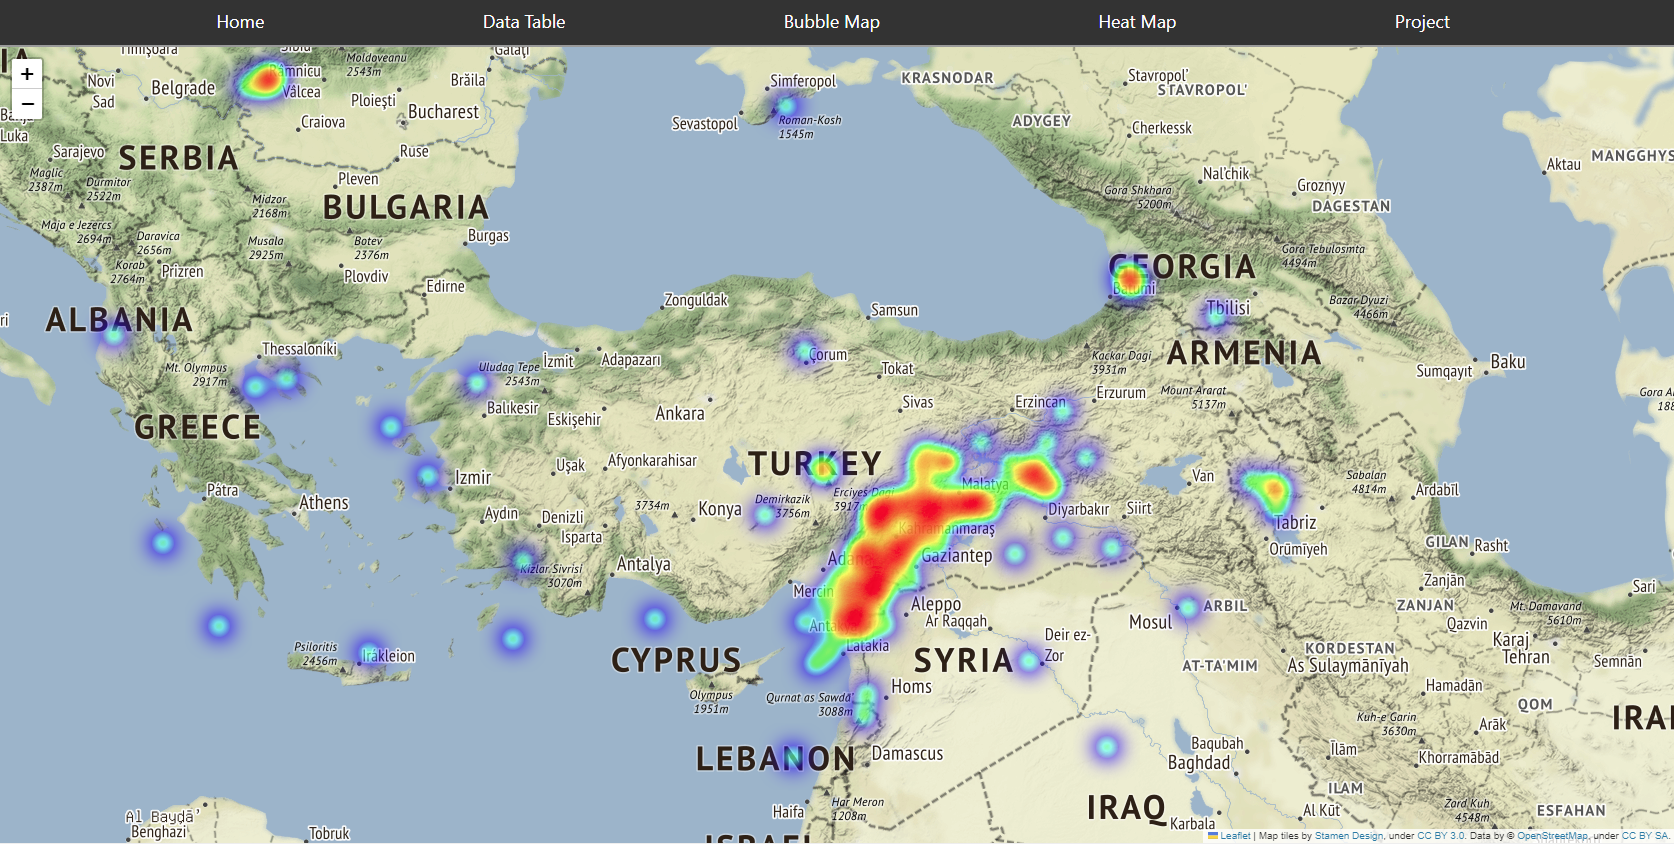 Home Data Table Bubble Map Heat Map Project
+
−
Novi
Sad
Belgrade
Luka
Sarajevo
SERBIA
Maglic
2387m
Durmitor
2522m
Maja e Jezercs
2694m
Daravica
2656m
Korab
2764m
Prizren
ALBANIA
Moldoveanu
2543m
Râmnicu
Vâlcea
Galaţi
Brăila
Ploieşti
Bucharest
Craiova
Ruse
Pleven
BULGARIA
Midzor
2168m
Musala
2925m
Botev
2376m
Burgas
Plovdiv
Edirne
Simferopol
Sevastopol
Roman-Kosh
1545m
KRASNODAR
ADYGEY
Stavropol'
STAVROPOL'
Cherkessk
Nal'chik
Groznyy
DAGESTAN
Gora Shkhara
5200m
Gora Tebulosmta
4494m
Aktau
MANGGHYS
GEORGIA
Batumi
Tbilisi
Bazar Dyuzi
4466m
ARMENIA
Mount Ararat
5137m
Kackar Dagi
3931m
Sumqayıt
Baku
Thessaloníki
Mt. Olympus
2917m
GREECE
Pátra
Athens
Psiloritis
2456m
Irákleion
Zonguldak
Samsun
Uludag Tepe
2543m
İzmit
Adapazarı
Çorum
Tokat
Balıkesir
Eskişehir
Ankara
Sivas
Erzincan
Erzurum
TURKEY
Izmir
Uşak
Afyonkarahisar
Demirkazik
3756m
Erciyes Dagi
3917m
Malatya
Van
3734m
Konya
Aydın
Denizli
Isparta
Kahramanmaraş
Diyarbakır
Siirt
Kizlar Sivrisi
3070m
Antalya
Gaziantep
Mercin
Aleppo
Ar Raqqah
Latakia
CYPRUS
Olympus
1951m
SYRIA
Deir ez-
Zor
Homs
Qurnat as Sawdā'
3088m
LEBANON
Damascus
Haifa
Har Meron
1208m
ISRAEL
Sabalan
4814m
Ardabīl
Tabriz
Orūmīyeh
GILAN
Rasht
Zanjān
ZANJAN
Qazvin
Sari
Mt. Damavand
5610m
Mosul
ARBIL
KORDESTAN
Karaj
Tehran
AT-TA'MIM
As Sulaymānīyah
Semnān
Hamadān
QOM
Kuh-e Garin
3630m
Arāk
IRAN
Baqubah
Baghdad
Īlām
Khorramābād
ILAM
IRAQ
Karbala
Al Kūt
Zard Kuh
4548m
ESFAHAN
Al Bayḑā'
Benghazi
Tobruk
Leaflet | Map tiles by Stamen Design, under CC BY 3.0. Data by © OpenStreetMap, under CC BY SA.